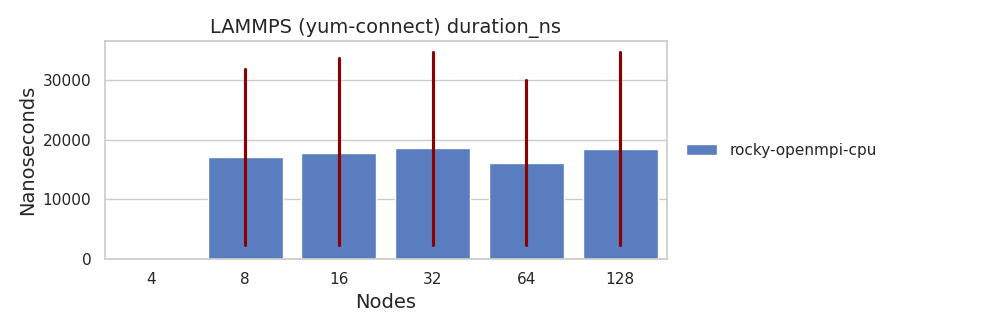 LAMMPS (yum-connect) duration_ns
Nanoseconds
30000
20000
10000
0
4 8 16 32 64 128
Nodes
rocky-openmpi-cpu